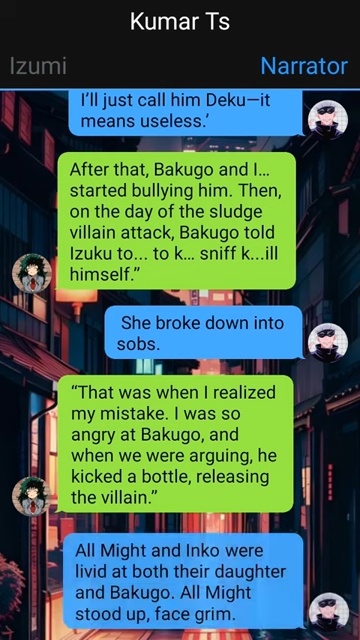 Kumar Ts
Izumi
Narrator
I’ll just call him Deku—it
means useless.’
After that, Bakugo and I...
started bullying him. Then,
on the day of the sludge
villain attack, Bakugo told
Izuku to... to k... sniff k...ill
himself.”
She broke down into
sobs.
“That was when I realized
my mistake. I was so
angry at Bakugo, and
when we were arguing, he
kicked a bottle, releasing
the villain.”
All Might and Inko were
livid at both their daughter
and Bakugo. All Might
stood up, face grim.